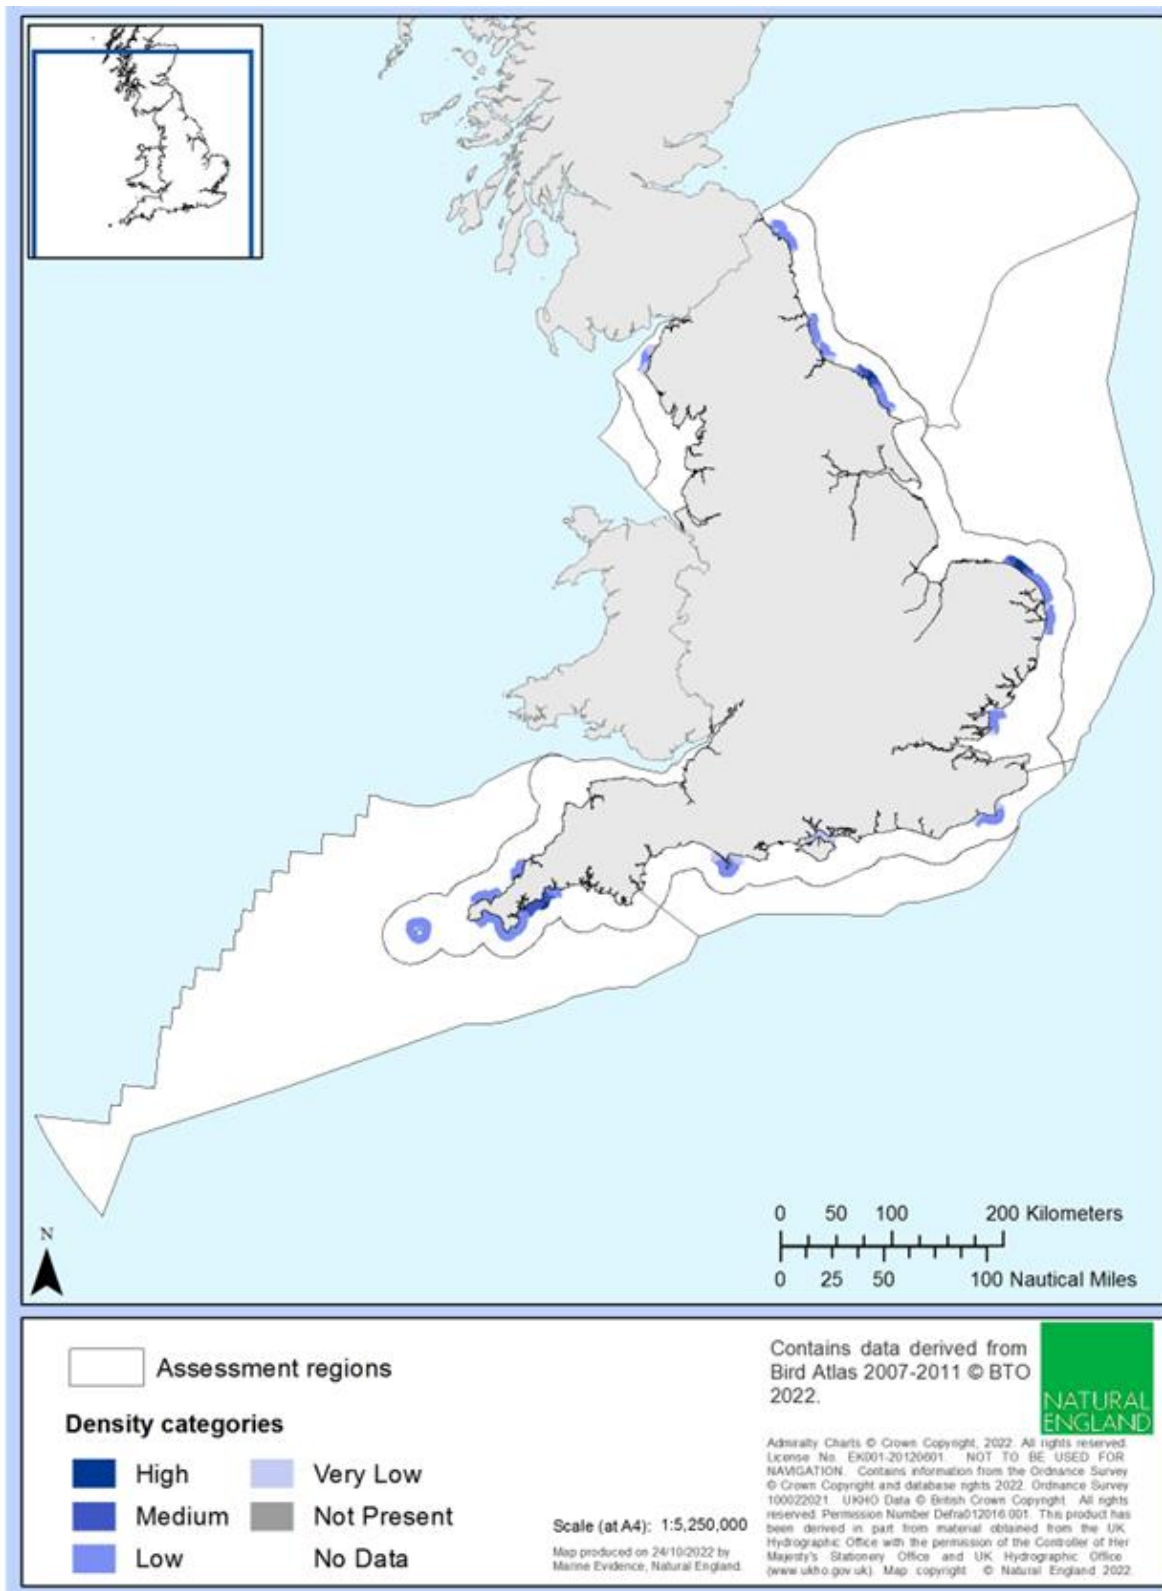 N
0 50 100 200 Kilometers
0 25 50 100 Nautical Miles
Assessment regions
Density categories
High
Medium
Low
Very Low
Not Present
No Data
Scale (at A4): 1:5,250,000
Map produced on 24/10/2022 by
Marine Evidence, Natural England.
Contains data derived from
Bird Atlas 2007-2011 © BTO
2022.
NATURAL
ENGLAND
Admiralty Charts © Crown Copyright, 2022. All rights reserved.
License No. EK001-20120601. NOT TO BE USED FOR
NAVIGATION. Contains information from the Ordnance Survey
© Crown Copyright and database rights 2022. Ordnance Survey
100022021. UKHO Data © British Crown Copyright. All rights
reserved. Permission Number Defra012016.001. This product has
been derived in part from material obtained from the UK
Hydrographic Office with the permission of the Controller of Her
Majesty's Stationery Office and UK Hydrographic Office
(www.ukho.gov.uk). Map copyright © Natural England 2022